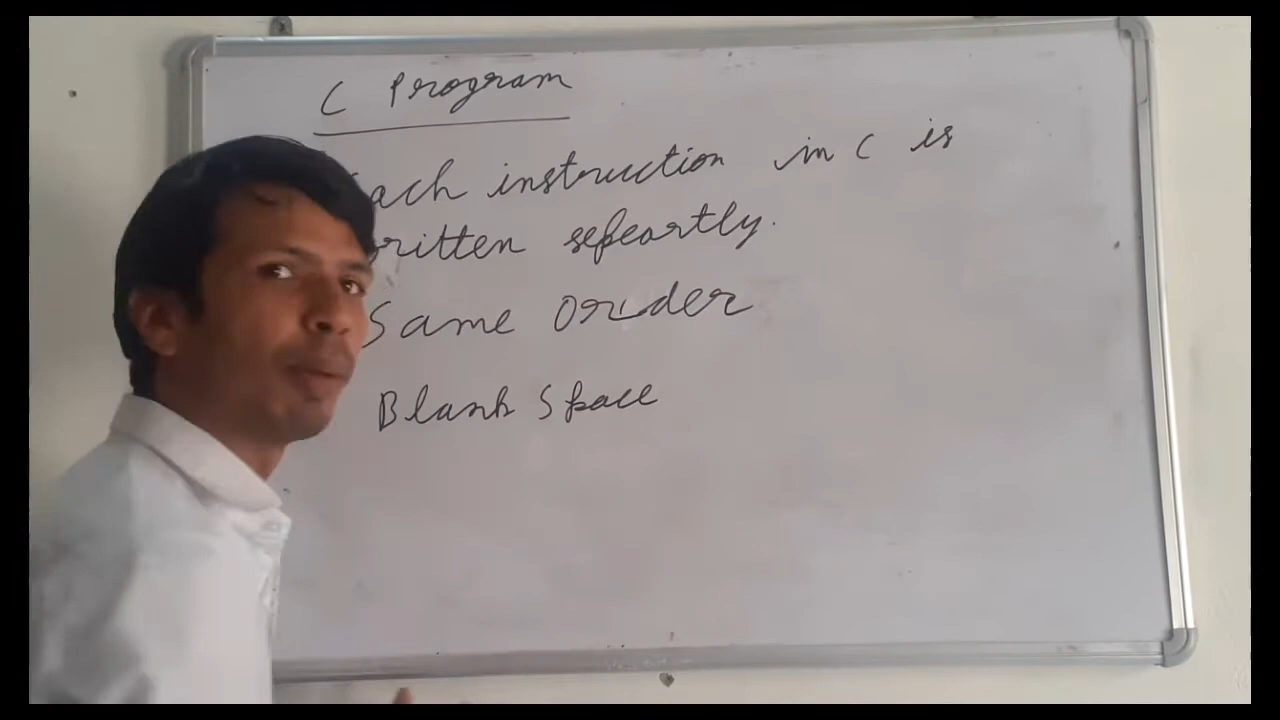 C Program
Each instruction in C is
written sepeartly.
Same Order
Blank Space